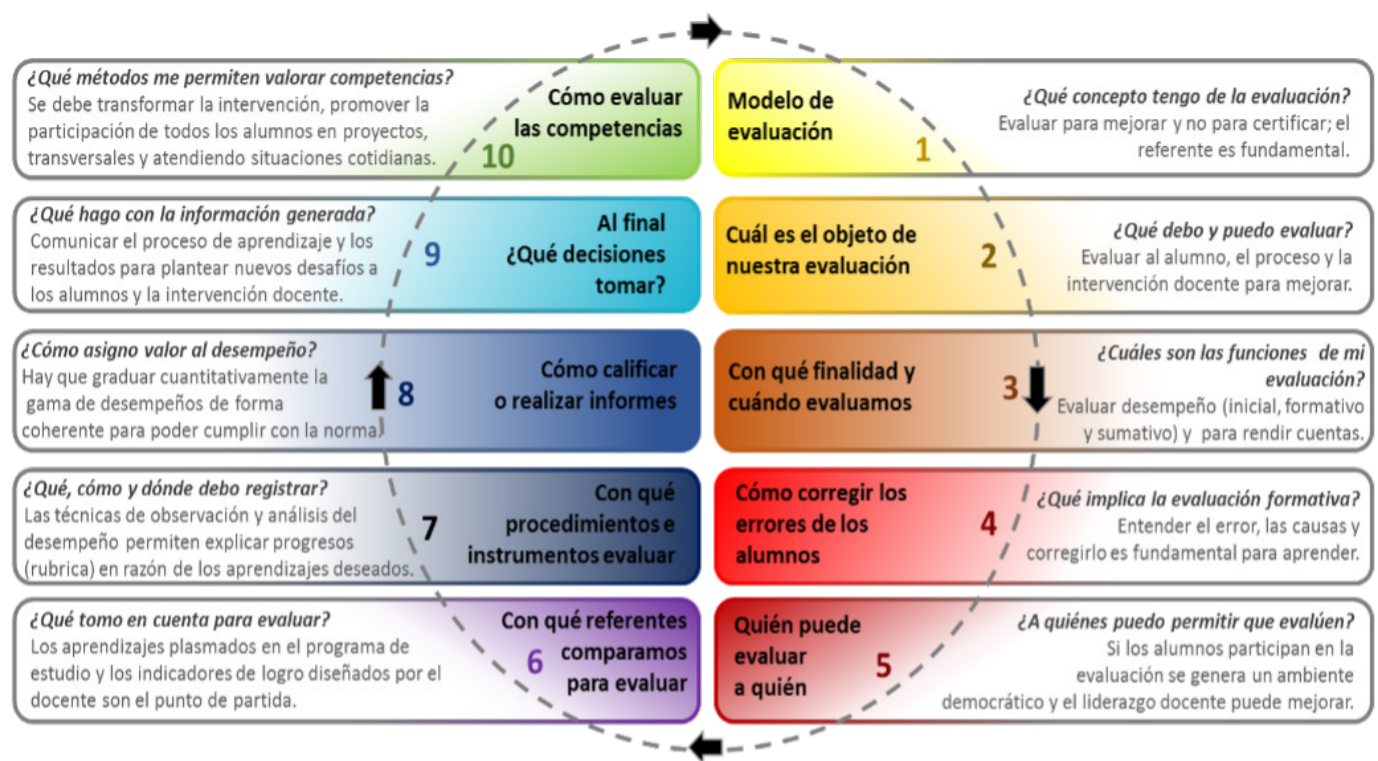 Modelo de
evaluación
1
¿Qué concepto tengo de la evaluación?
Evaluar para mejorar y no para certificar; el
referente es fundamental.
Cuál es el objeto de
nuestra evaluación
2
¿Qué debo y puedo evaluar?
Evaluar al alumno, el proceso y la
intervención docente para mejorar.
Con qué finalidad y
cuándo evaluamos
3
¿Cuáles son las funciones de mi
evaluación?
Evaluar desempeño (inicial, formativo
y sumativo) y para rendir cuentas.
Cómo corregir los
errores de los
alumnos
4
¿Qué implica la evaluación formativa?
Entender el error, las causas y
corregirlo es fundamental para aprender.
Quién puede
evaluar
a quién
5
¿A quiénes puedo permitir que evalúen?
Si los alumnos participan en la
evaluación se genera un ambiente
democrático y el liderazgo docente puede mejorar.
¿Qué tomo en cuenta para evaluar?
Los aprendizajes plasmados en el programa de
estudio y los indicadores de logro diseñados por el
docente son el punto de partida.
6
Con qué referentes
comparamos
para evaluar
¿Qué, cómo y dónde debo registrar?
Las técnicas de observación y análisis del
desempeño permiten explicar progresos
(rubrica) en razón de los aprendizajes deseados.
7
Con qué
procedimientos e
instrumentos evaluar
¿Cómo asigno valor al desempeño?
Hay que graduar cuantitativamente la
gama de desempeños de forma
coherente para poder cumplir con la norma.
8
Cómo calificar
o realizar informes
¿Qué hago con la información generada?
Comunicar el proceso de aprendizaje y los
resultados para plantear nuevos desafíos a
los alumnos y la intervención docente.
9
Al final
¿Qué decisiones
tomar?
¿Qué métodos me permiten valorar competencias?
Se debe transformar la intervención, promover la
participación de todos los alumnos en proyectos,
transversales y atendiendo situaciones cotidianas.
10
Cómo evaluar
las competencias